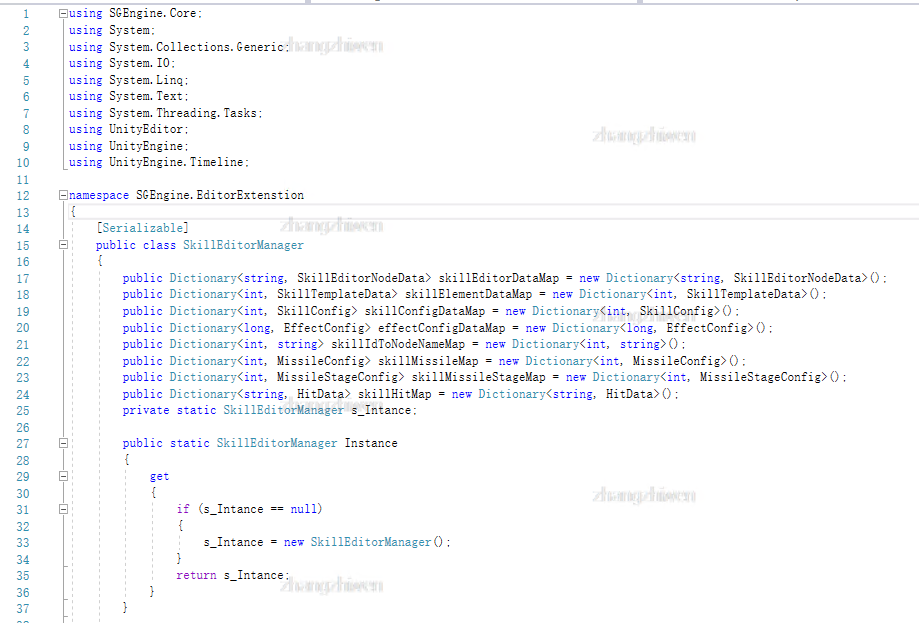 1 using SGEngine.Core;
2 using System;
3 using System.Collections.Generic;
4 using System.IO;
5 using System.Linq;
6 using System.Text;
7 using System.Threading.Tasks;
8 using UnityEditor;
9 using UnityEngine;
10 using UnityEngine.Timeline;
11
12 namespace SGEngine.EditorExtenstion
13 {
14 [Serializable]
15 public class SkillEditorManager
16 {
17 public Dictionary<string, SkillEditorNodeData> skillEditorDataMap = new Dictionary<string, SkillEditorNodeData>();
18 public Dictionary<int, SkillTemplateData> skillElementDataMap = new Dictionary<int, SkillTemplateData>();
19 public Dictionary<int, SkillConfig> skillConfigDataMap = new Dictionary<int, SkillConfig>();
20 public Dictionary<long, EffectConfig> effectConfigDataMap = new Dictionary<long, EffectConfig>();
21 public Dictionary<int, string> skillIdToNodeNameMap = new Dictionary<int, string>();
22 public Dictionary<int, MissileConfig> skillMissileMap = new Dictionary<int, MissileConfig>();
23 public Dictionary<int, MissileStageConfig> skillMissileStageMap = new Dictionary<int, MissileStageConfig>();
24 public Dictionary<string, HitData> skillHitMap = new Dictionary<string, HitData>();
25 private static SkillEditorManager s_Intance;
26
27 public static SkillEditorManager Instance
28 {
29 get
30 {
31 if (s_Intance == null)
32 {
33 s_Intance = new SkillEditorManager();
34 }
35 return s_Intance;
36 }
37 }